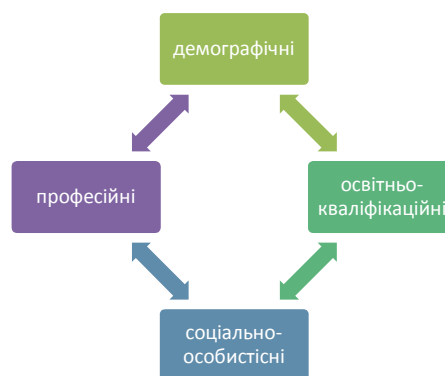 демографічні
професійні
освітньо-
кваліфікаційні
соціально-
особистісні